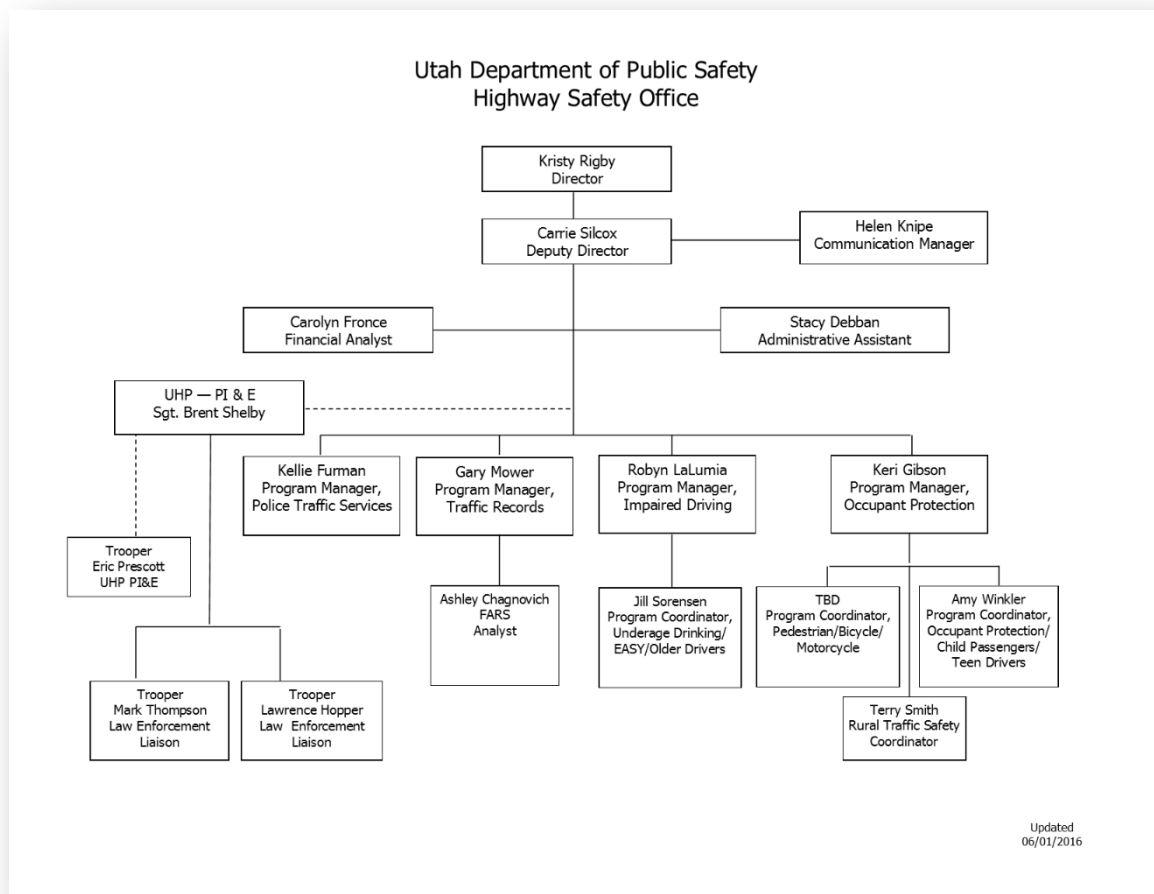 Utah Department of Public Safety
Highway Safety Office
Kristy Rigby
Director
Carrie Silcox
Deputy Director
Helen Knipe
Communication Manager
Carolyn Fronce
Financial Analyst
Stacy Debban
Administrative Assistant
UHP — PI & E
Sgt. Brent Shelby
Kellie Furman
Program Manager,
Police Traffic Services
Gary Mower
Program Manager,
Traffic Records
Robyn LaLumia
Program Manager,
Impaired Driving
Keri Gibson
Program Manager,
Occupant Protection
Trooper
Eric Prescott
UHP PI&E
Ashley Chagnovich
FARS
Analyst
Jill Sorensen
Program Coordinator,
Underage Drinking/
EASY/Older Drivers
TBD
Program Coordinator,
Pedestrian/Bicycle/
Motorcycle
Amy Winkler
Program Coordinator,
Occupant Protection/
Child Passengers/
Teen Drivers
Trooper
Mark Thompson
Law Enforcement
Liaison
Trooper
Lawrence Hopper
Law Enforcement
Liaison
Terry Smith
Rural Traffic Safety
Coordinator
Updated
06/01/2016